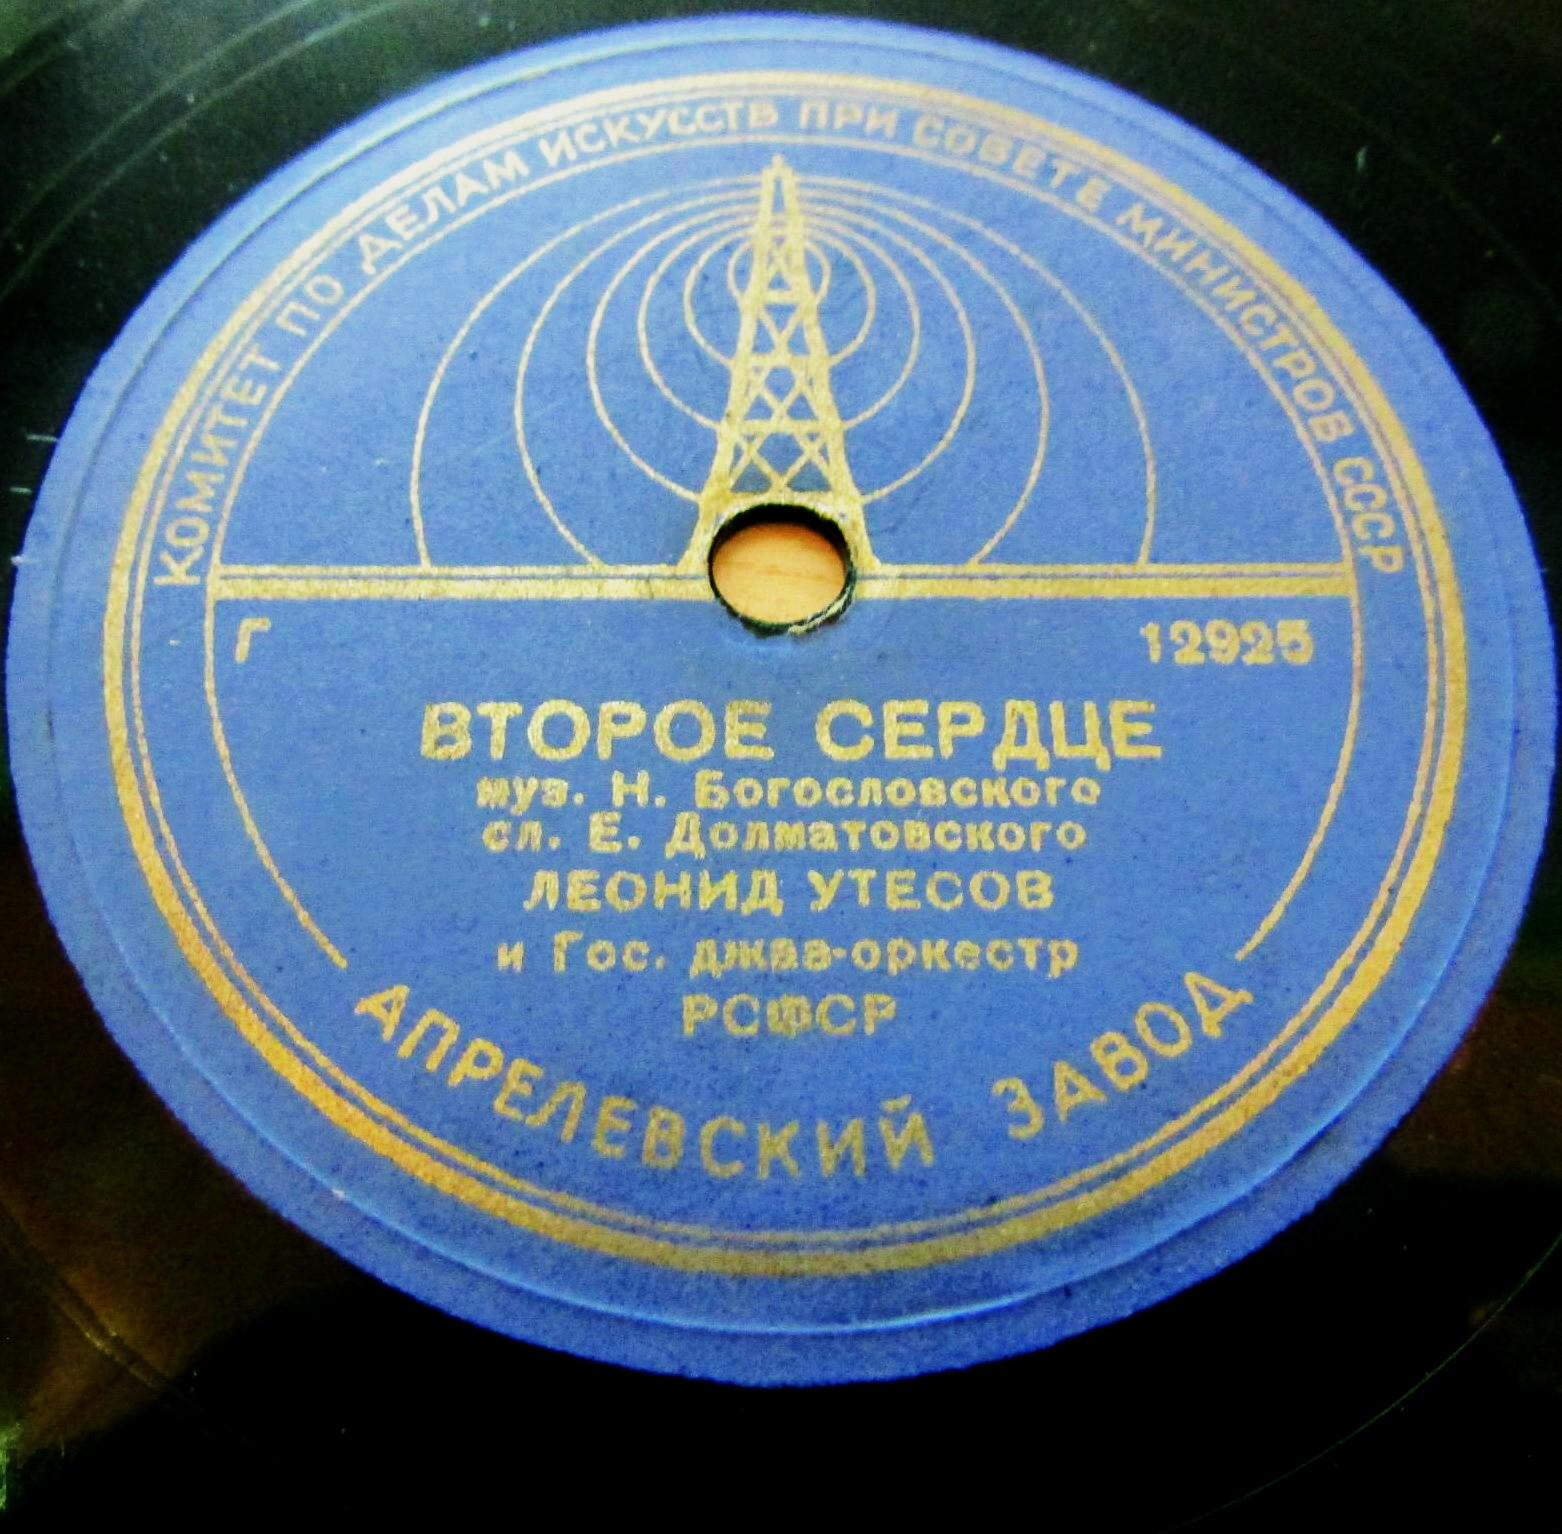 КОМИТЕТ ПО ДЕЛАМ ИСКУССТВ ПРИ СОВЕТЕ МИНИСТРОВ СССР
Г 12925
ВТОРОЕ СЕРДЦЕ
муз. Н. Богословского
сл. Е. Долматовского
ЛЕОНИД УТЕСОВ
и Гос. джаз-оркестр
РСФСР
АПРЕЛЕВСКИЙ ЗАВОД